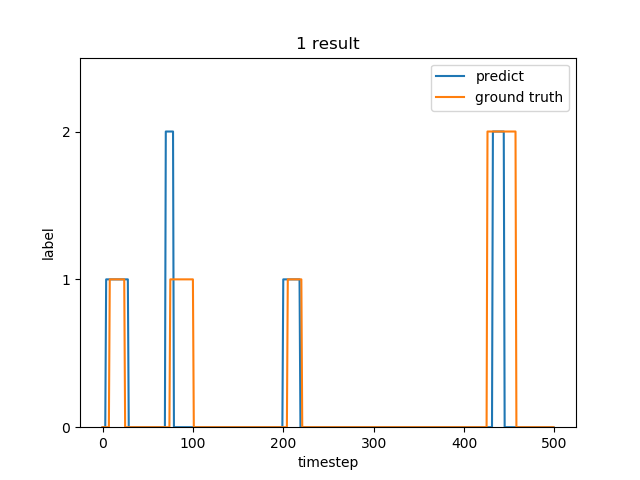 1 result
predict
ground truth
label
2
1
0
0 100 200 300 400 500
timestep